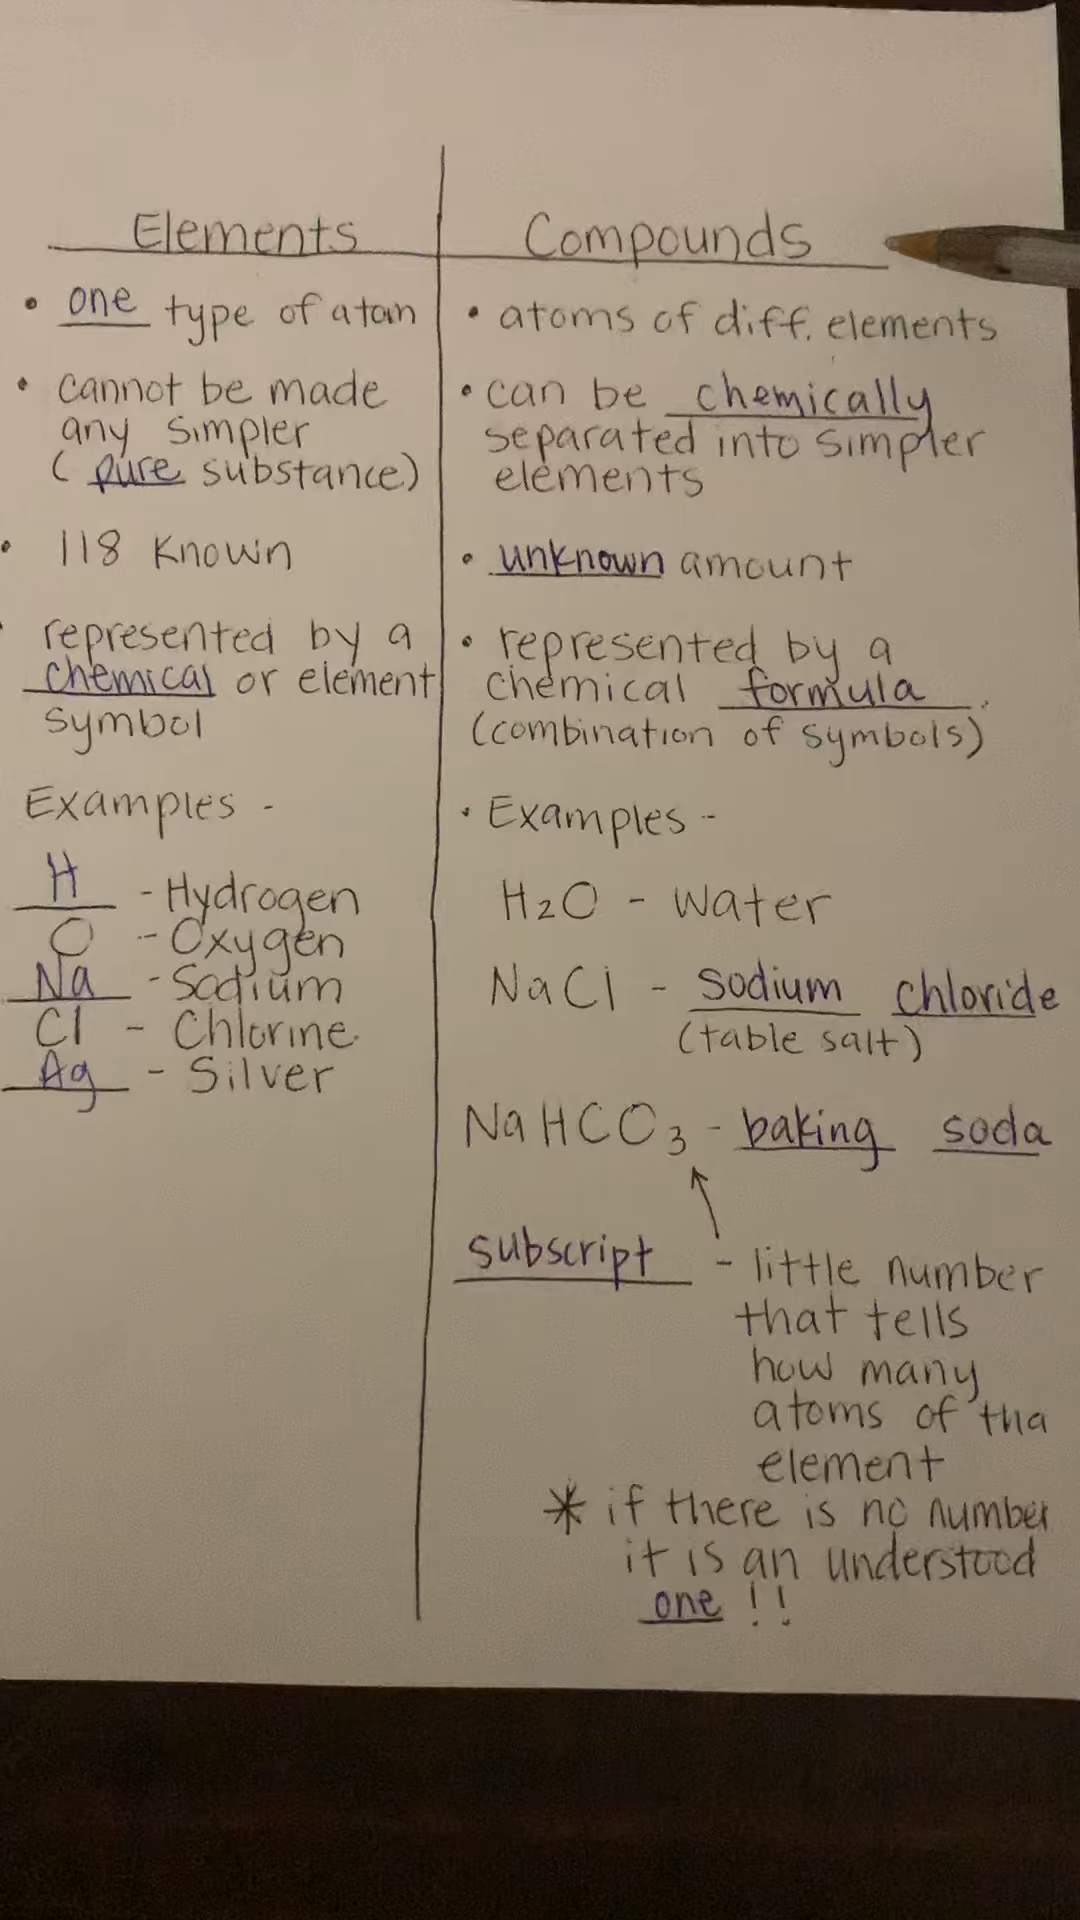 Elements
• one type of atom
• cannot be made
any simpler
(pure substance)
• 118 known
• represented by a
chemical or element
symbol
Examples -
H - Hydrogen
O - Oxygen
Na - Sodium
Cl - Chlorine
Ag - Silver
Compounds
• atoms of diff. elements
• can be chemically
separated into simpler
elements
• unknown amount
• represented by a
chemical formula.
(combination of symbols)
• Examples -
H₂O - water
NaCl - sodium chloride
(table salt)
NaHCO₃ - baking soda
subscript - little number
that tells
how many
atoms of tha
element
* if there is no number
it is an understood
one !!